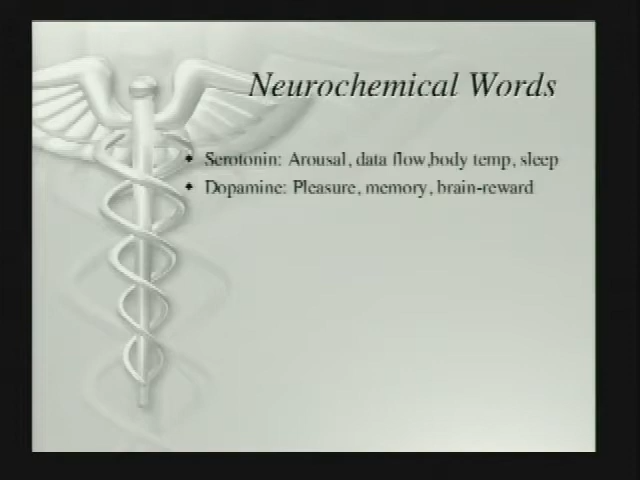 Neurochemical Words
Serotonin: Arousal, data flow,body temp, sleep
Dopamine: Pleasure, memory, brain-reward